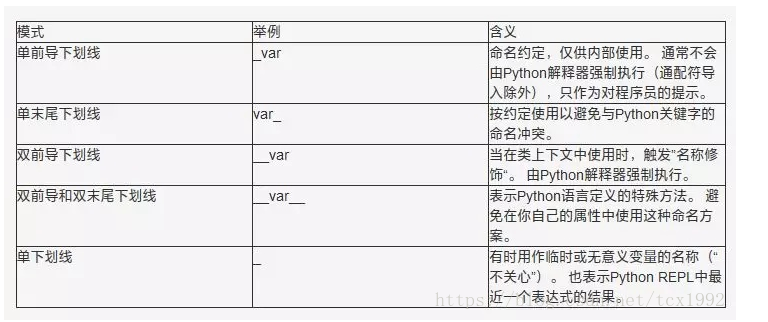 模式 举例 含义
单前导下划线 _var 命名约定，仅供内部使用。 通常不会
由Python解释器强制执行（通配符导
入除外），只作为对程序员的提示。
单末尾下划线 var_ 按约定使用以避免与Python关键字的
命名冲突。
双前导下划线 __var 当在类上下文中使用时，触发”名称修
饰“。 由Python解释器强制执行。
双前导和双末尾下划线 __var__ 表示Python语言定义的特殊方法。 避
免在你自己的属性中使用这种命名方
案。
单下划线 _ 有时用作临时或无意义变量的名称（“
不关心”）。 也表示Python REPL中最
近一个表达式的结果。
https://blog.csdn.net/tcx1992